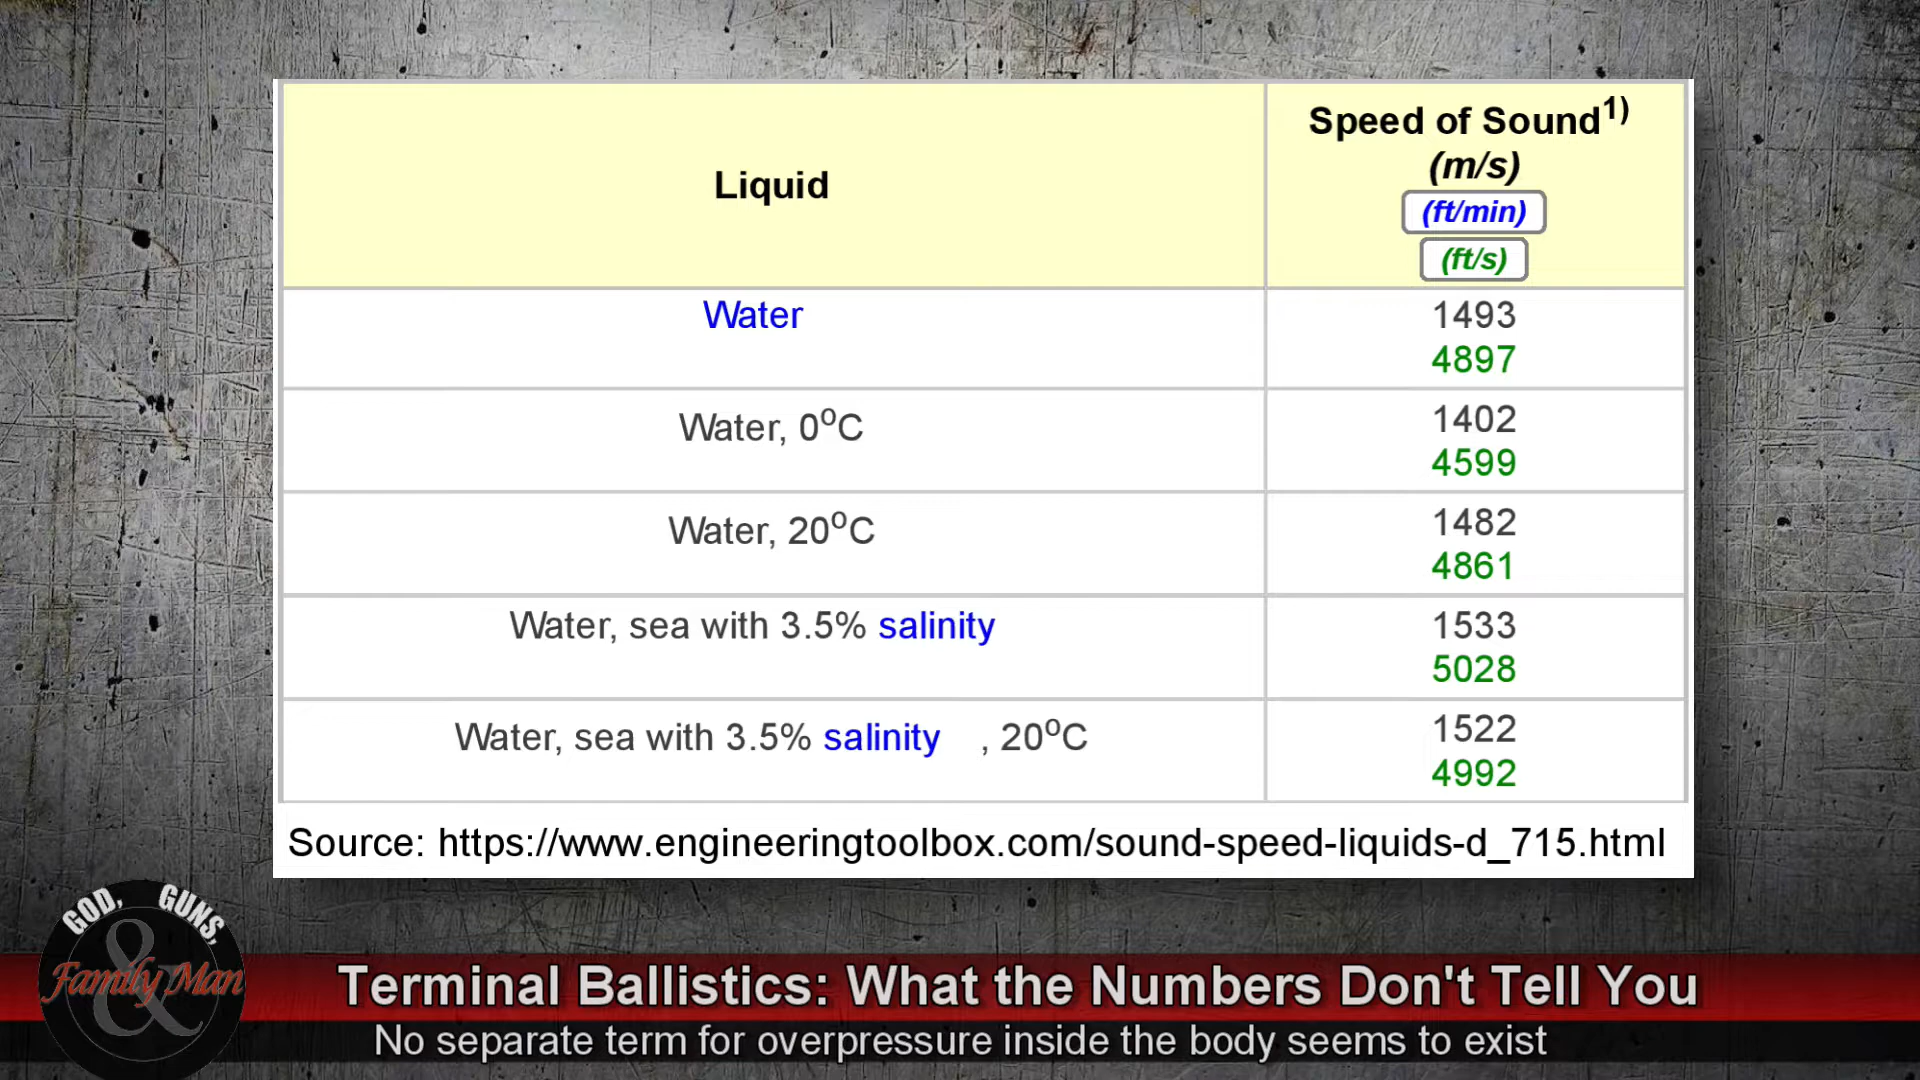 Liquid
Speed of Sound1)
(m/s)
(ft/min)
(ft/s)
Water
1493
4897
Water, 0oC
1402
4599
Water, 20oC
1482
4861
Water, sea with 3.5% salinity
1533
5028
Water, sea with 3.5% salinity , 20oC
1522
4992
Source: https://www.engineeringtoolbox.com/sound-speed-liquids-d_715.html
GOD, GUNS,
&
Family Man
Terminal Ballistics: What the Numbers Don't Tell You
No separate term for overpressure inside the body seems to exist